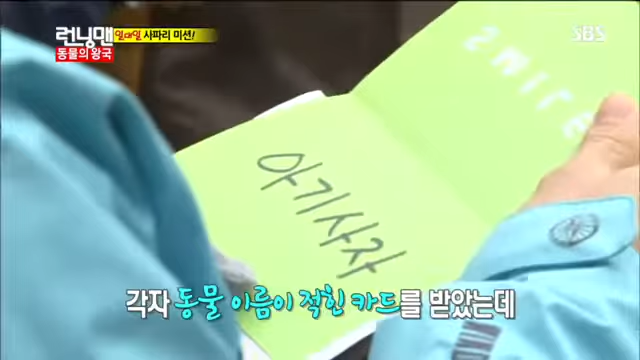 런닝맨 일대일 사파리 미션!
동물의 왕국
SBS
SMILE
아기사자
각자 동물 이름이 적힌 카드를 받았는데